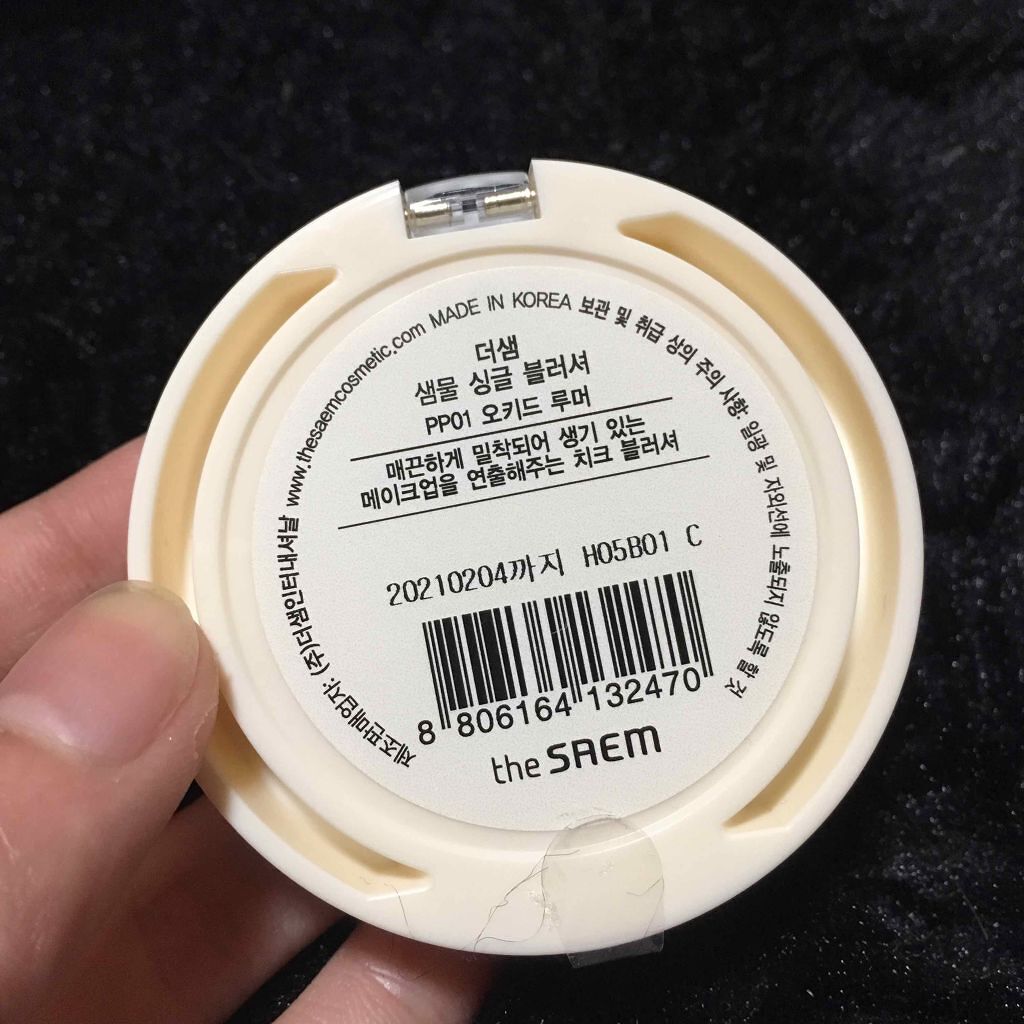 제조판매업자: (주)더샘인터내셔날 www.thesaemcosmetic.com MADE IN KOREA 보관 및 취급 상의 주의 사항: 일광 및 자외선에 노출되지 않도록 할 것
더샘
샘물 싱글 블러셔
PP01 오키드 루머
매끈하게 밀착되어 생기 있는
메이크업을 연출해주는 치크 블러셔
20210204까지 H05B01 C
8 806164 132470
the SAEM